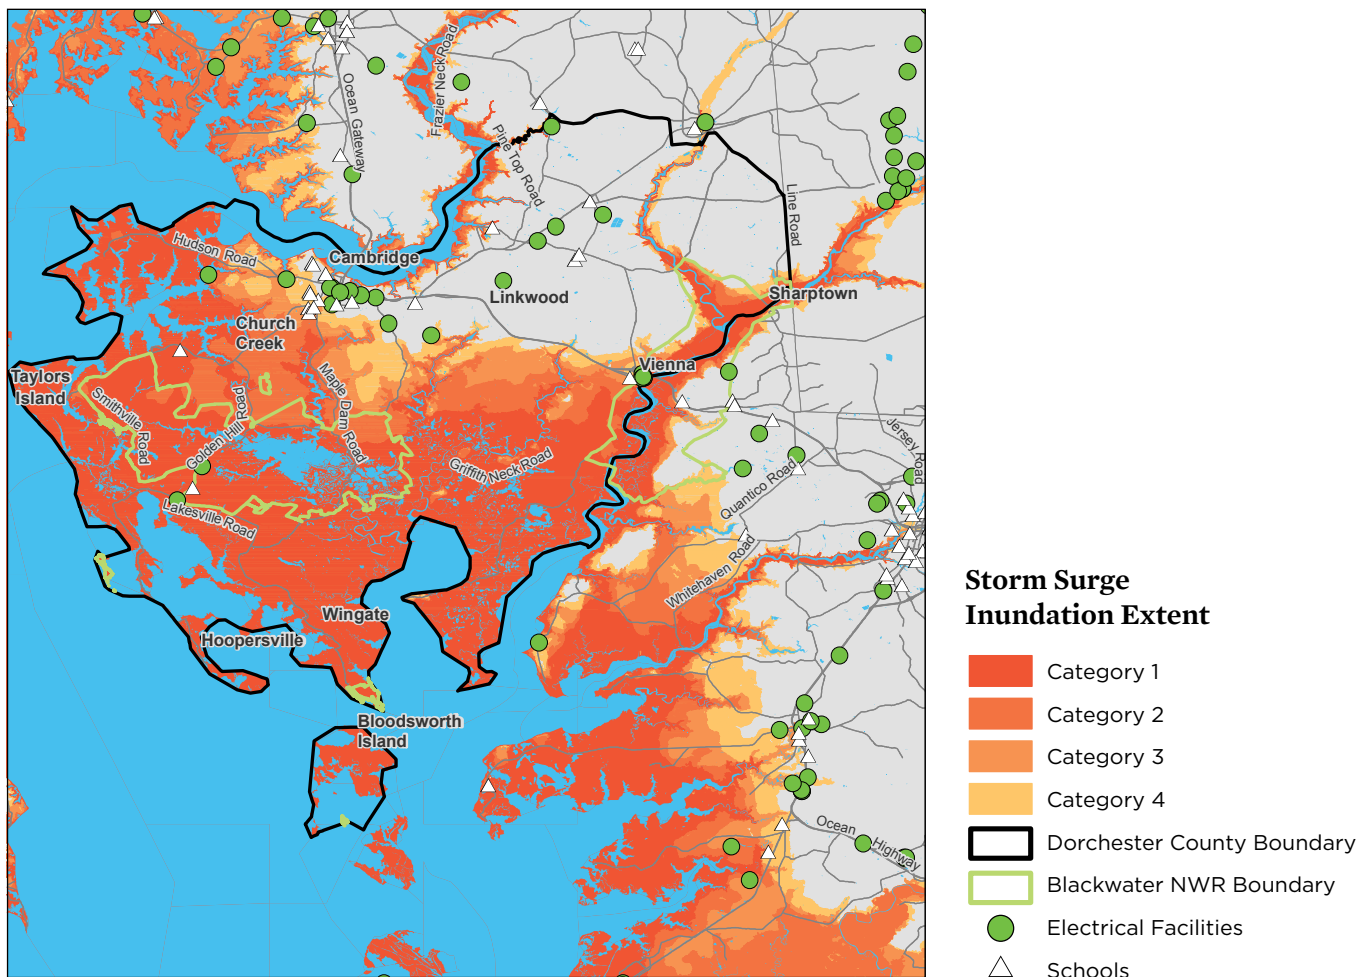 Frazier Neck Road
Ocean Gateway
Pine Top Road
Line Road
Hudson Road
Cambridge
Linkwood
Sharptown
Church
Creek
Vienna
Taylors
Island
Smithville Road
Golden Hill Road
Maple Dam Road
Griffith Neck Road
Jersey Road
Quantico Road
Lakesville Road
Whitehaven Road
Wingate
Hoopersville
Bloodsworth
Island
Ocean Highway
Storm Surge
Inundation Extent
Category 1
Category 2
Category 3
Category 4
Dorchester County Boundary
Blackwater NWR Boundary
Electrical Facilities
Schools